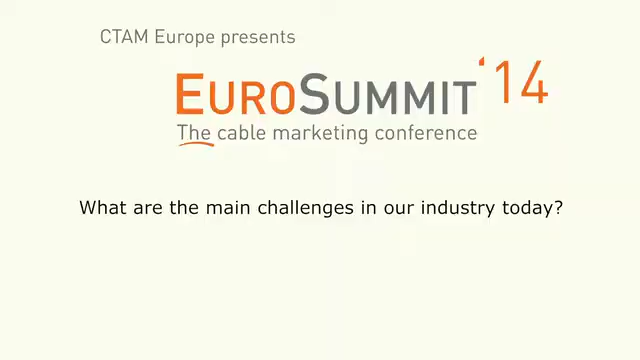 CTAM Europe presents
EUROSUMMIT '14
The cable marketing conference
What are the main challenges in our industry today?